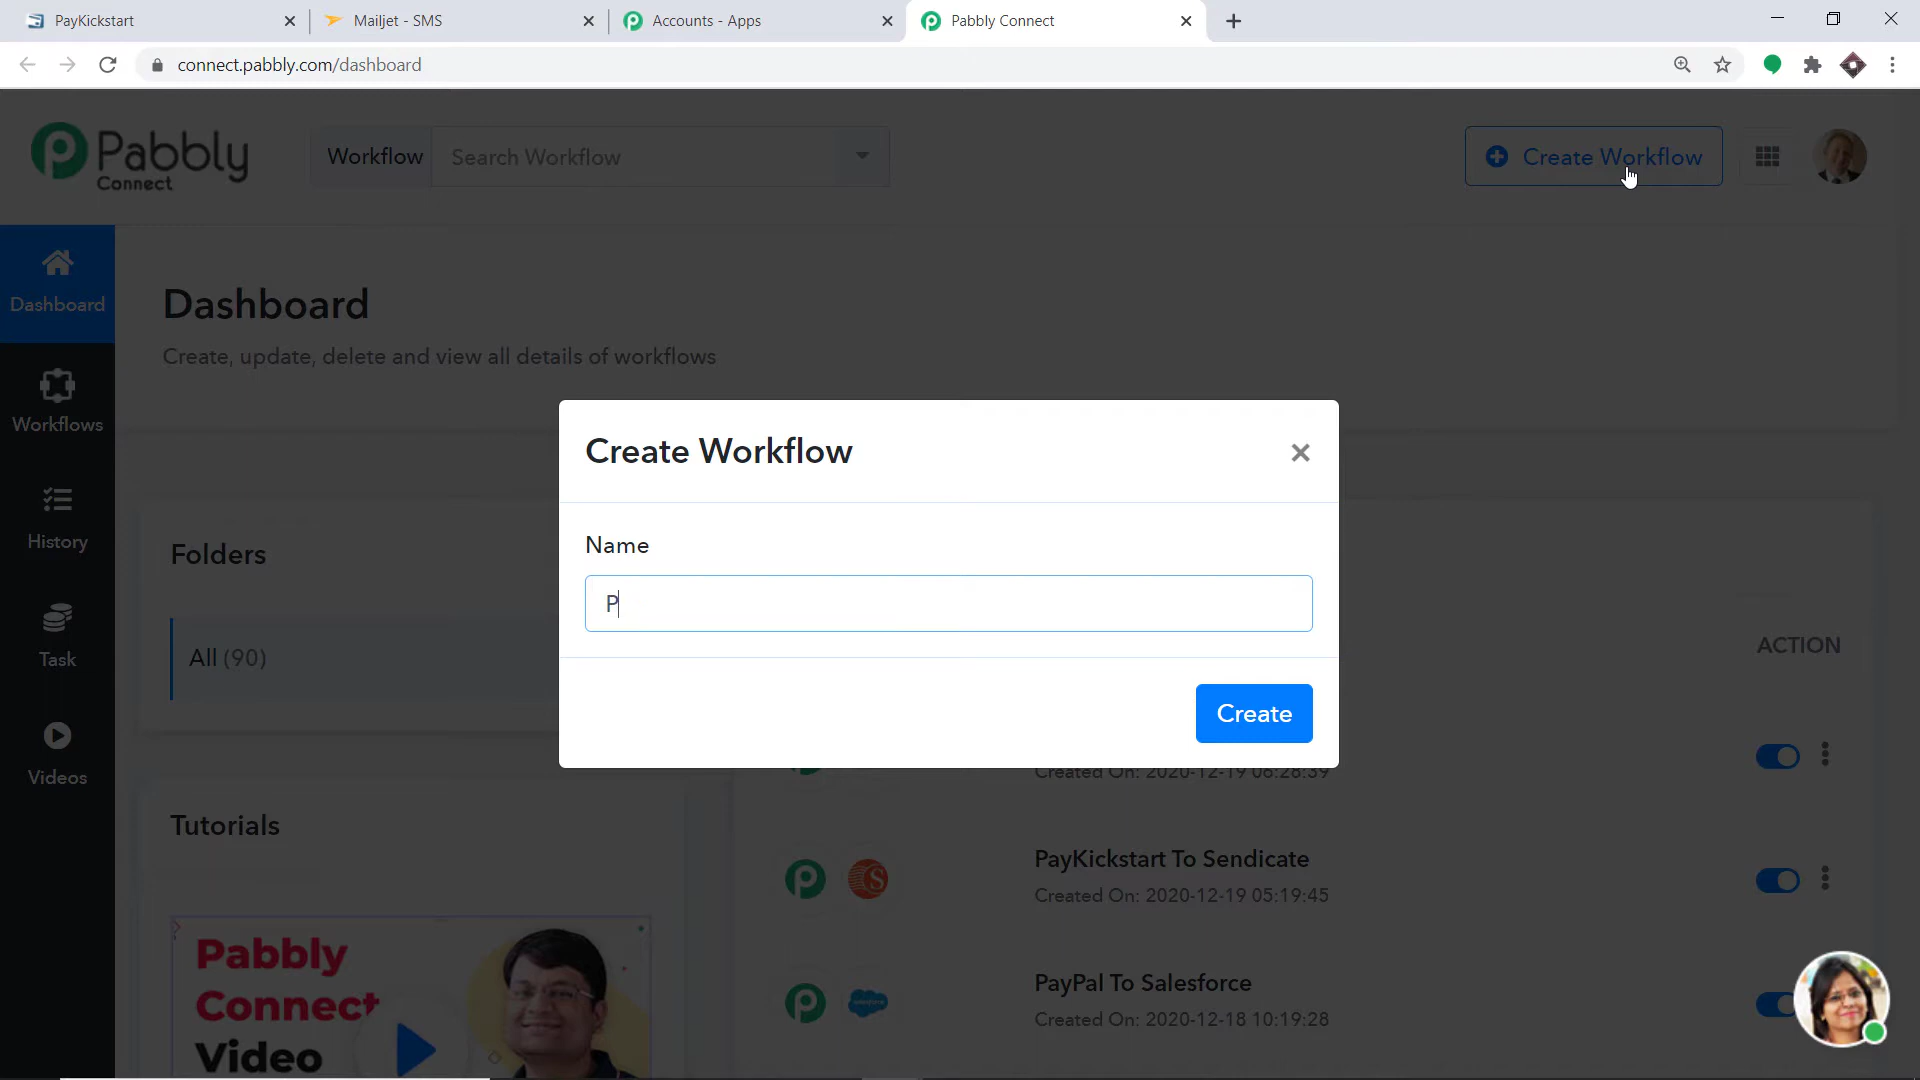 PayKickstart
Mailjet - SMS
Accounts - Apps
Pabbly Connect
connect.pabbly.com/dashboard
Pabbly
Connect
Workflow
Search Workflow
Create Workflow
Dashboard
Workflows
History
Task
Videos
Dashboard
Create, update, delete and view all details of workflows
Folders
All (90)
Tutorials
Pabbly
Connect
Video
Create Workflow
Name
P
Create
ACTION
Created On: 2020-12-19 06:28:39
PayKickstart To Sendicate
Created On: 2020-12-19 05:19:45
PayPal To Salesforce
Created On: 2020-12-18 10:19:28
salesforce